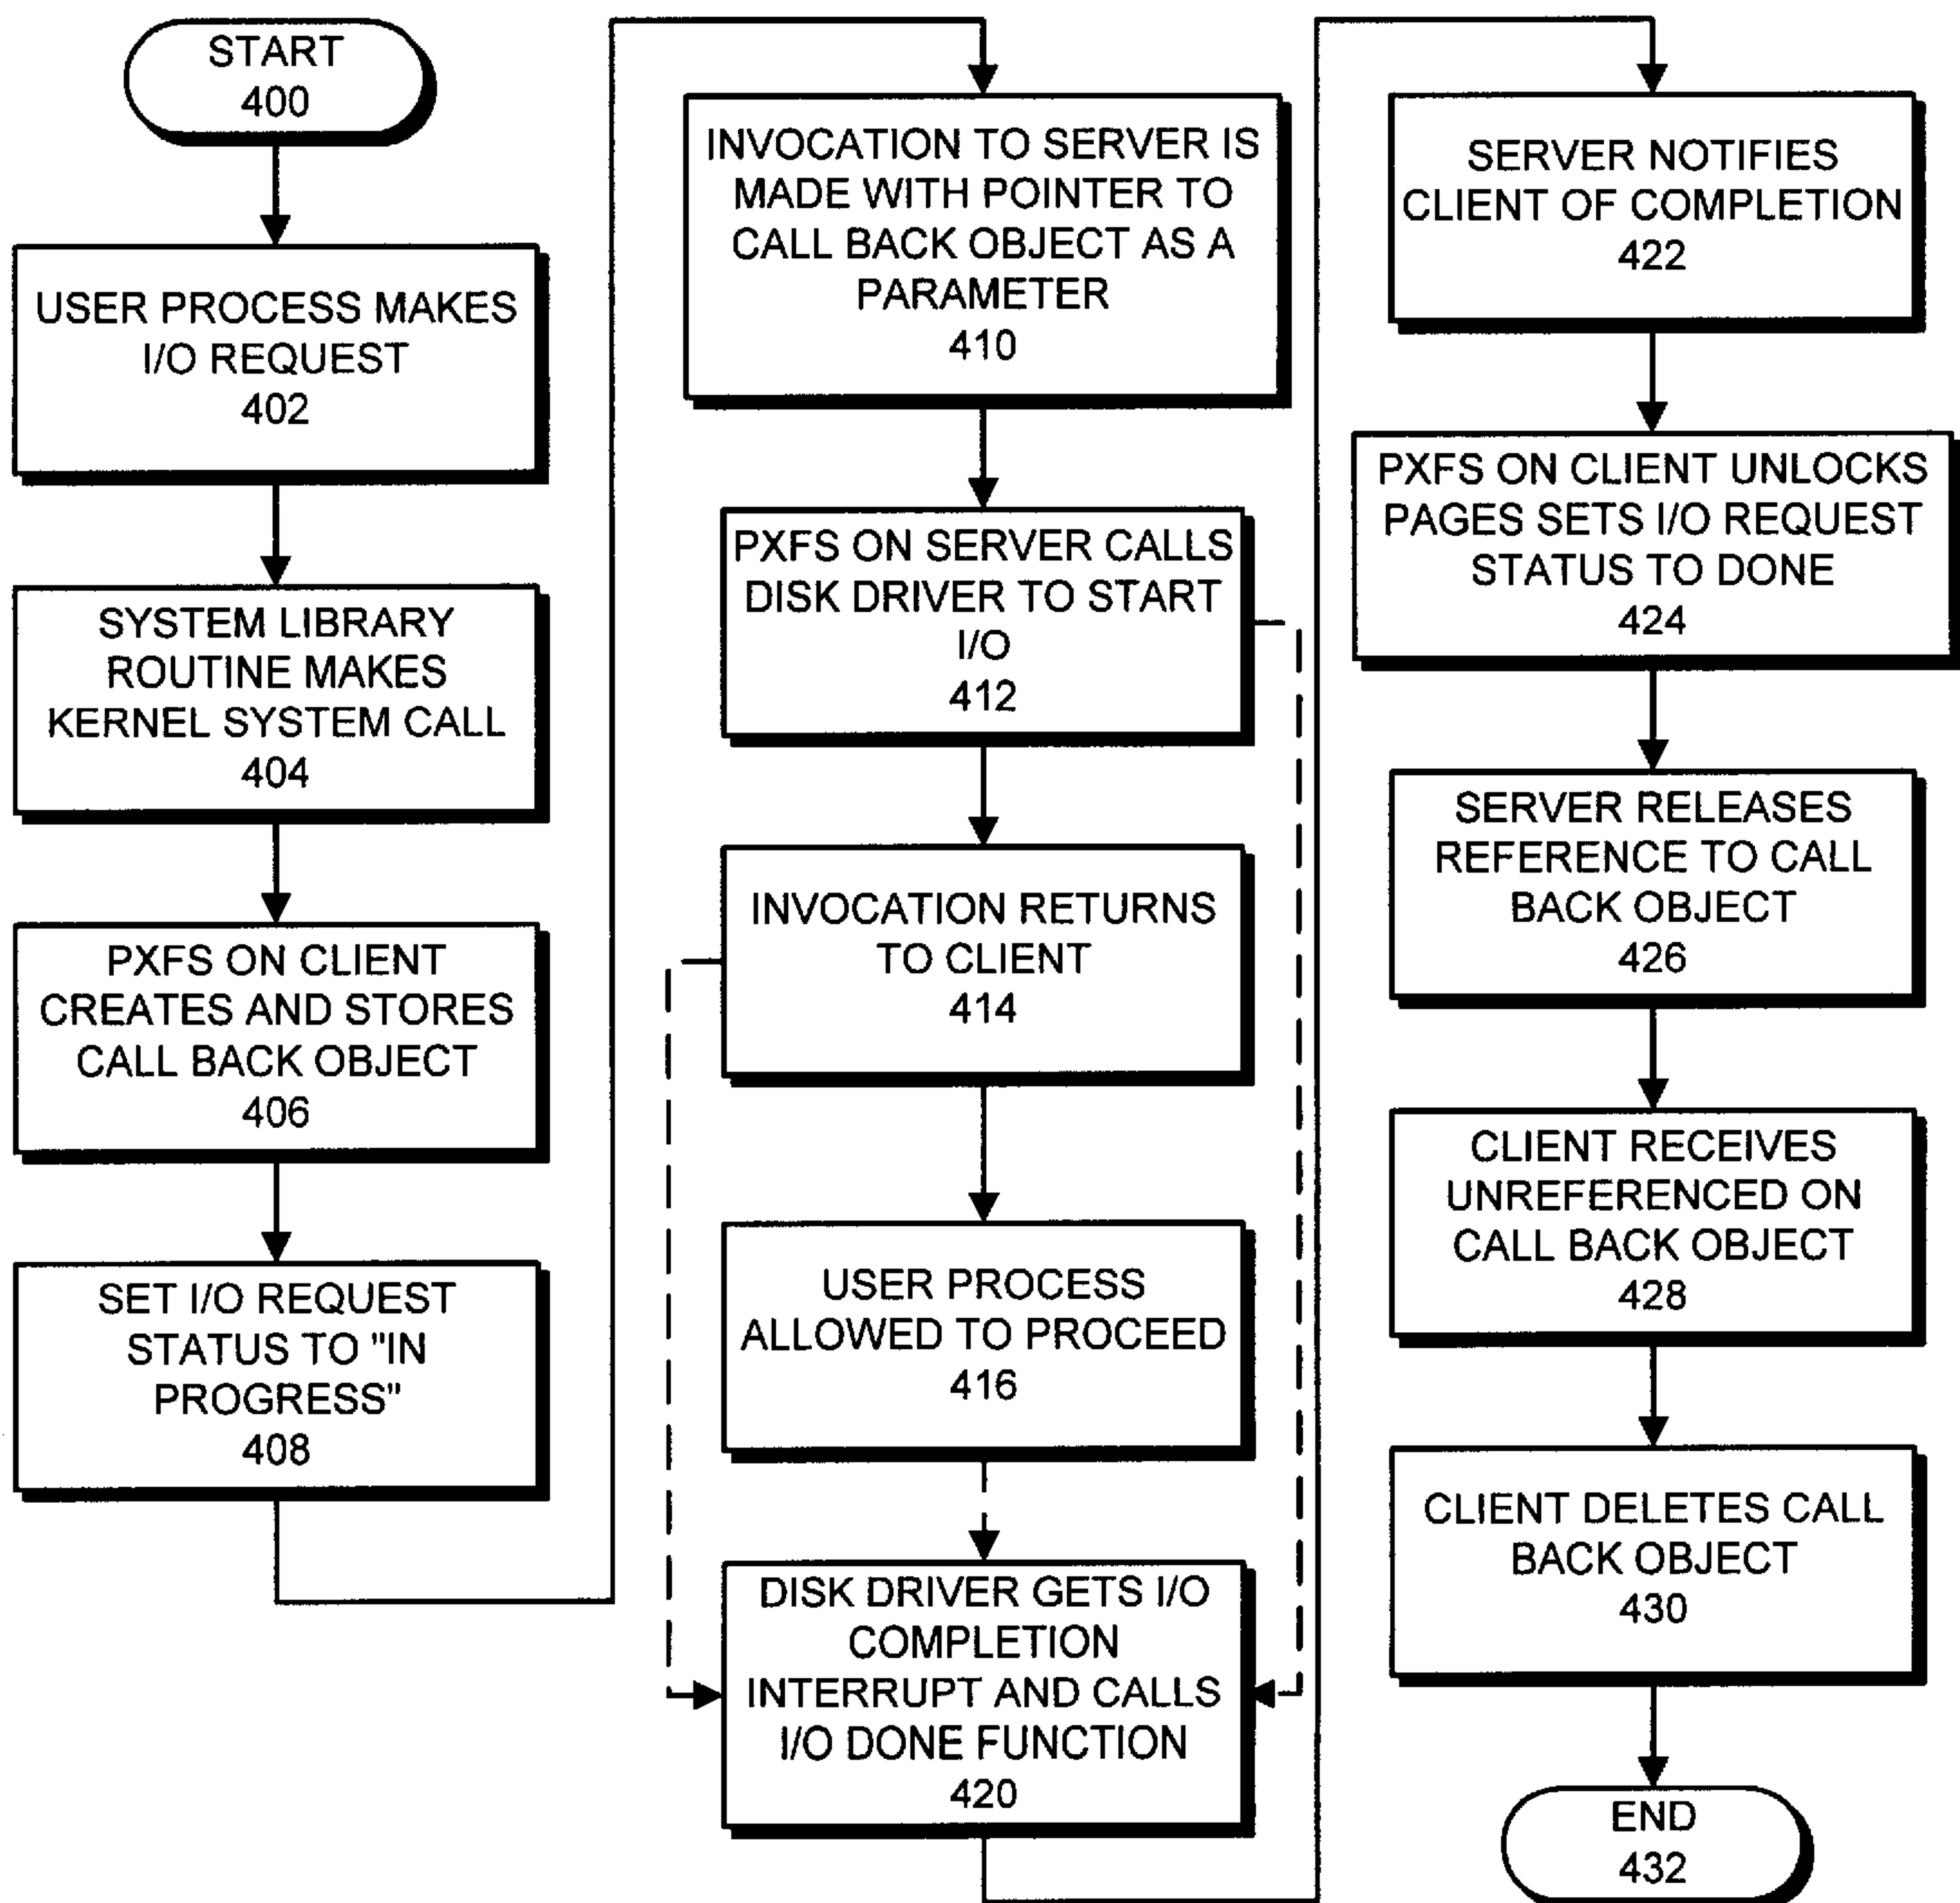 START
400
USER PROCESS MAKES
I/O REQUEST
402
SYSTEM LIBRARY
ROUTINE MAKES
KERNEL SYSTEM CALL
404
PXFS ON CLIENT
CREATES AND STORES
CALL BACK OBJECT
406
SET I/O REQUEST
STATUS TO "IN
PROGRESS"
408
INVOCATION TO SERVER IS
MADE WITH POINTER TO
CALL BACK OBJECT AS A
PARAMETER
410
PXFS ON SERVER CALLS
DISK DRIVER TO START
I/O
412
INVOCATION RETURNS
TO CLIENT
414
USER PROCESS
ALLOWED TO PROCEED
416
DISK DRIVER GETS I/O
COMPLETION
INTERRUPT AND CALLS
I/O DONE FUNCTION
420
SERVER NOTIFIES
CLIENT OF COMPLETION
422
PXFS ON CLIENT UNLOCKS
PAGES SETS I/O REQUEST
STATUS TO DONE
424
SERVER RELEASES
REFERENCE TO CALL
BACK OBJECT
426
CLIENT RECEIVES
UNREFERENCED ON
CALL BACK OBJECT
428
CLIENT DELETES CALL
BACK OBJECT
430
END
432